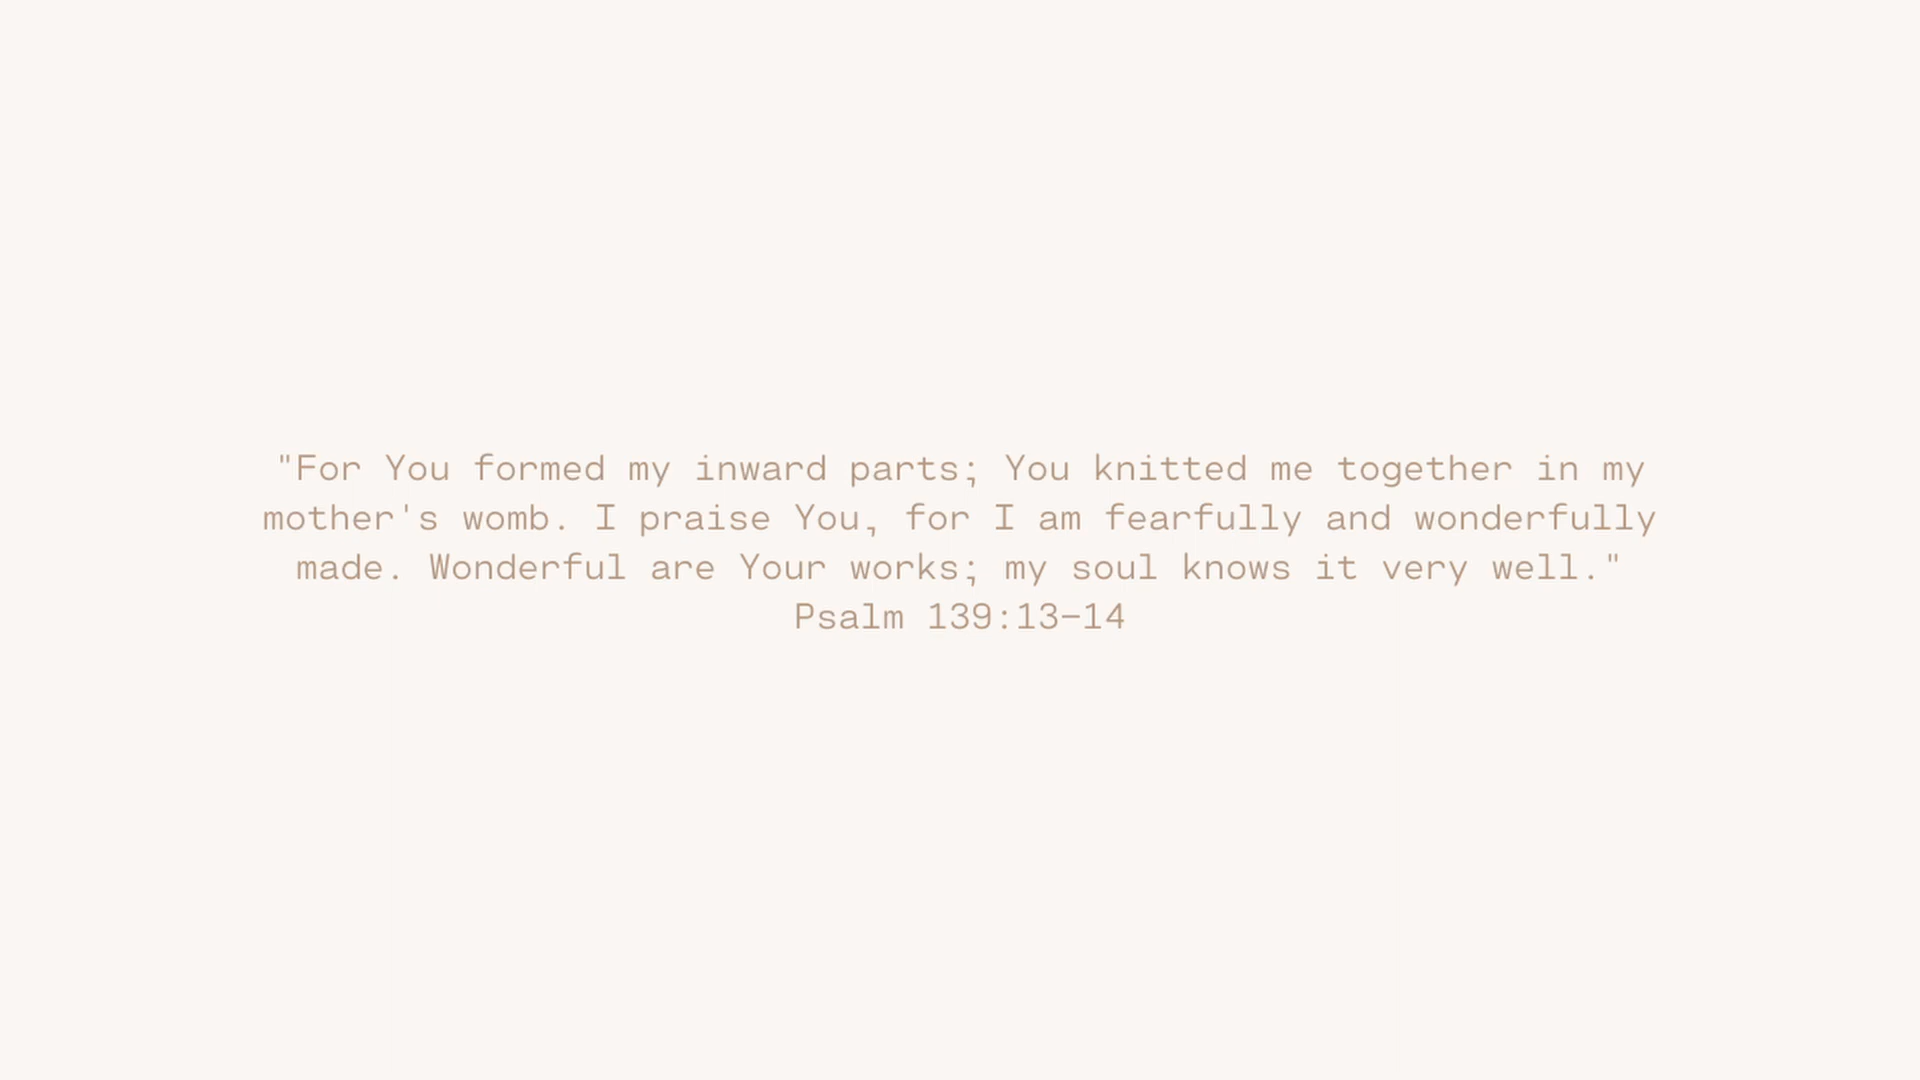 "For You formed my inward parts; You knitted me together in my
mother's womb. I praise You, for I am fearfully and wonderfully
made. Wonderful are Your works; my soul knows it very well."
Psalm 139:13–14